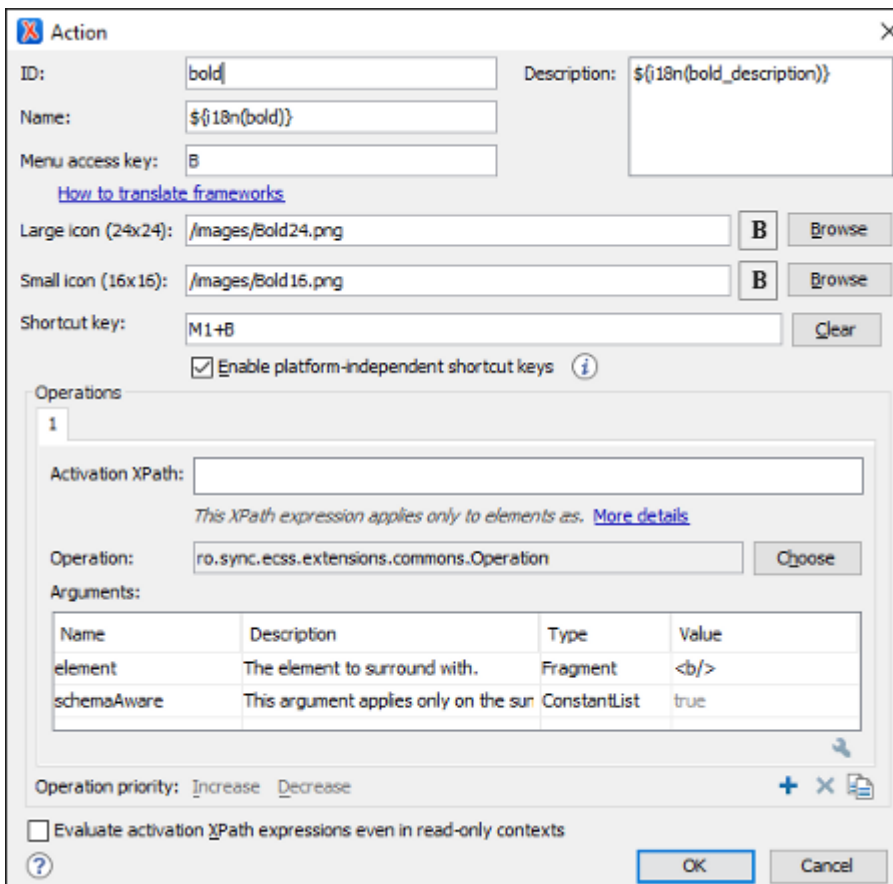 Action
ID: bold Description: ${i18n(bold_description)}
Name: ${i18n(bold)}
Menu access key: B
How to translate frameworks
Large icon (24x24): /images/Bold24.png B Browse
Small icon (16x16): /images/Bold16.png B Browse
Shortcut key: M1+B Clear
Enable platform-independent shortcut keys
Operations
1
Activation XPath:
This XPath expression applies only to elements as. More details
Operation: ro.sync.ecss.extensions.commons.Operation Choose
Arguments:
Name Description Type Value
element The element to surround with. Fragment <b/>
schemaAware This argument applies only on the sur ConstantList true
Operation priority: Increase Decrease
Evaluate activation XPath expressions even in read-only contexts
OK Cancel